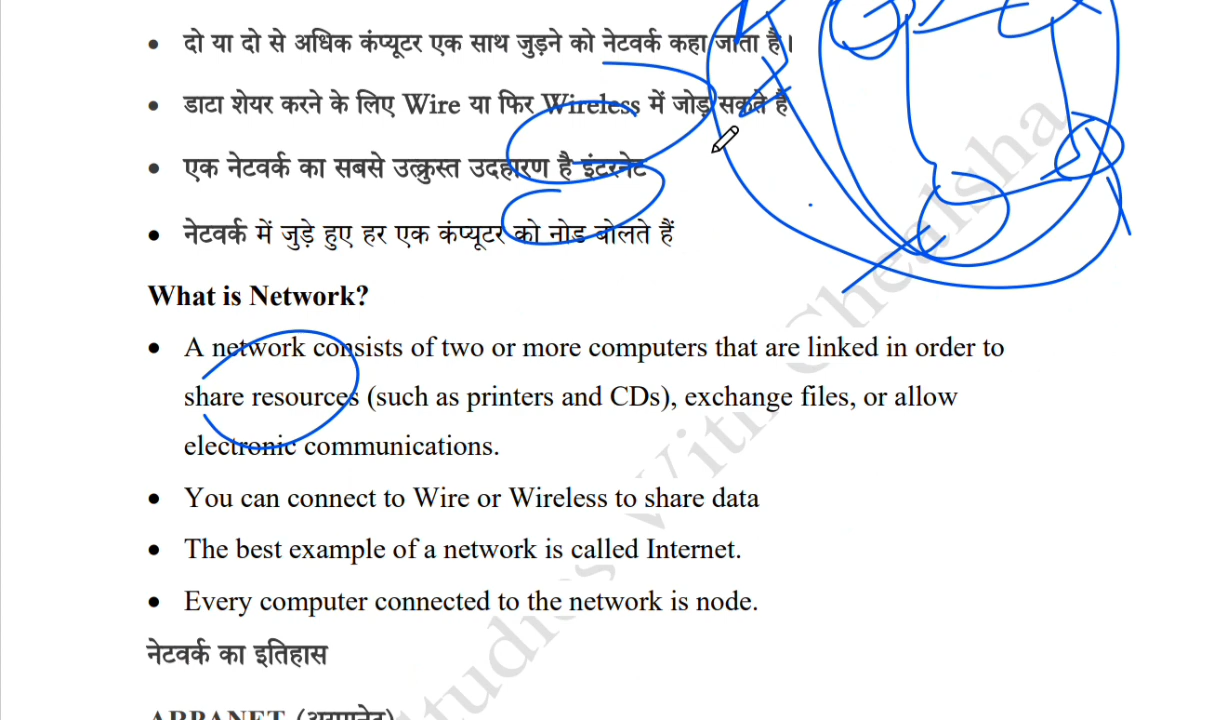 दो या दो से अधिक कंप्यूटर एक साथ जुड़ने को नेटवर्क कहा जाता है।
डाटा शेयर करने के लिए Wire या फिर Wireless में जोड़ सकते हैं
एक नेटवर्क का सबसे उत्क्रुस्त उदहारण है इंटरनेट
नेटवर्क में जुड़े हुए हर एक कंप्यूटर को नोड बोलते हैं
What is Network?
A network consists of two or more computers that are linked in order to
share resources (such as printers and CDs), exchange files, or allow
electronic communications.
You can connect to Wire or Wireless to share data
The best example of a network is called Internet.
Every computer connected to the network is node.
नेटवर्क का इतिहास
ARPANET